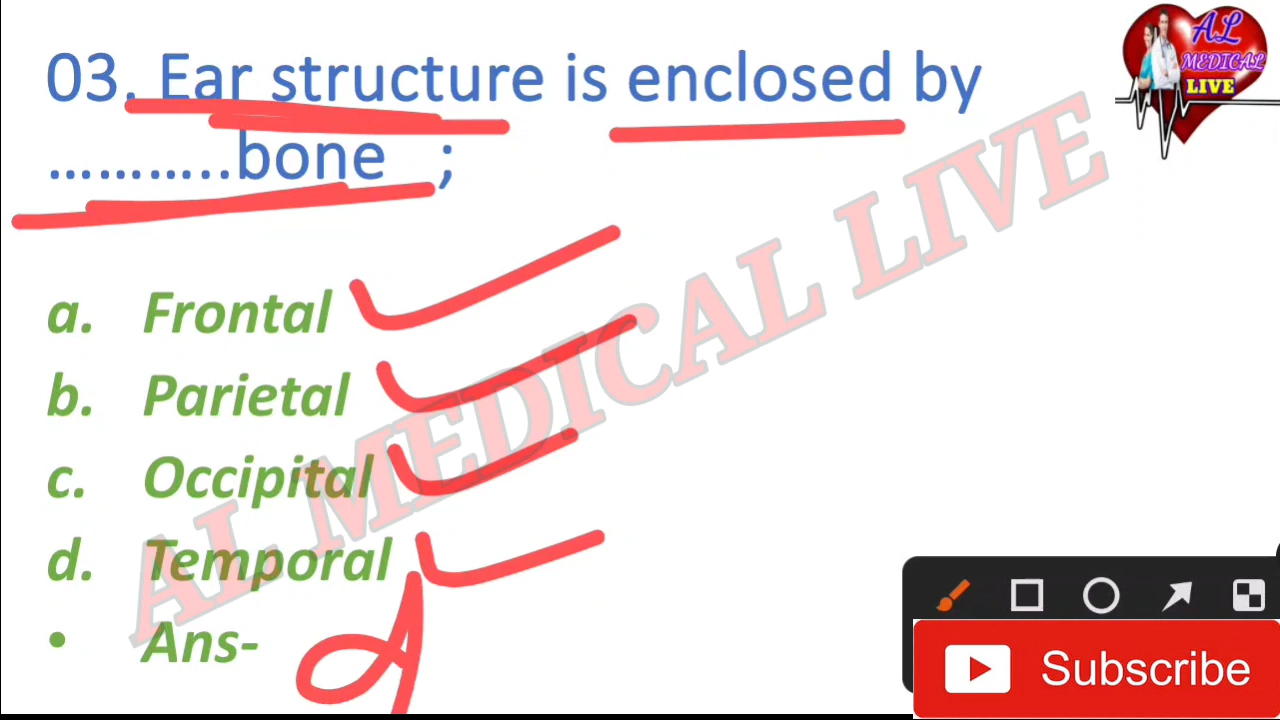 03. Ear structure is enclosed by
………..bone ;
a. Frontal
b. Parietal
c. Occipital
d. Temporal
• Ans- d
AL MEDICAL LIVE
AL
MEDICAL
LIVE
Subscribe